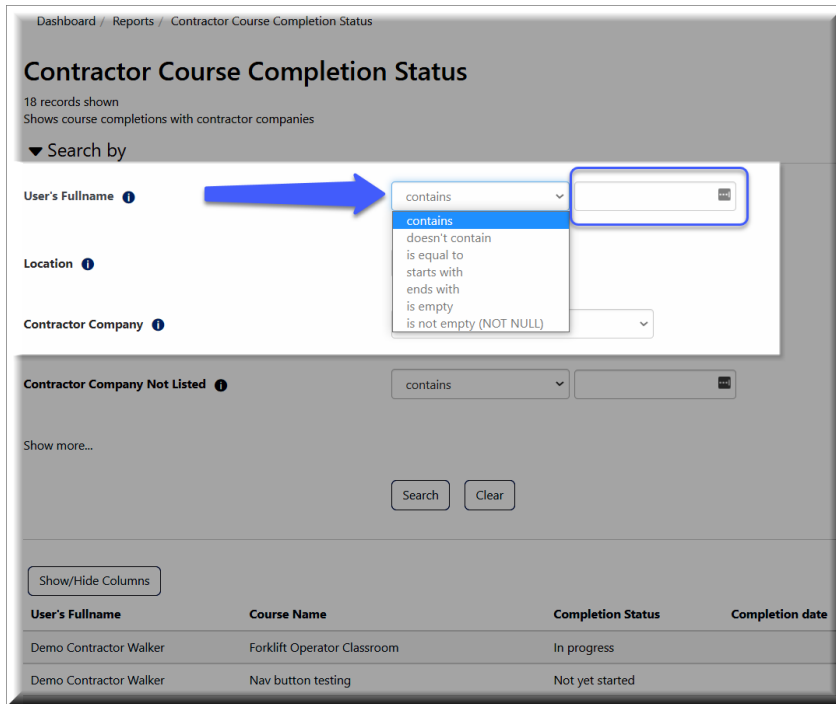 Dashboard / Reports / Contractor Course Completion Status
Contractor Course Completion Status
18 records shown
Shows course completions with contractor companies
Search by
User's Fullname
contains
contains
doesn't contain
is equal to
starts with
ends with
is empty
is not empty (NOT NULL)
Location
Contractor Company
Contractor Company Not Listed
contains
Show more...
Search Clear
Show/Hide Columns
User's Fullname Course Name Completion Status Completion date
Demo Contractor Walker Forklift Operator Classroom In progress
Demo Contractor Walker Nav button testing Not yet started